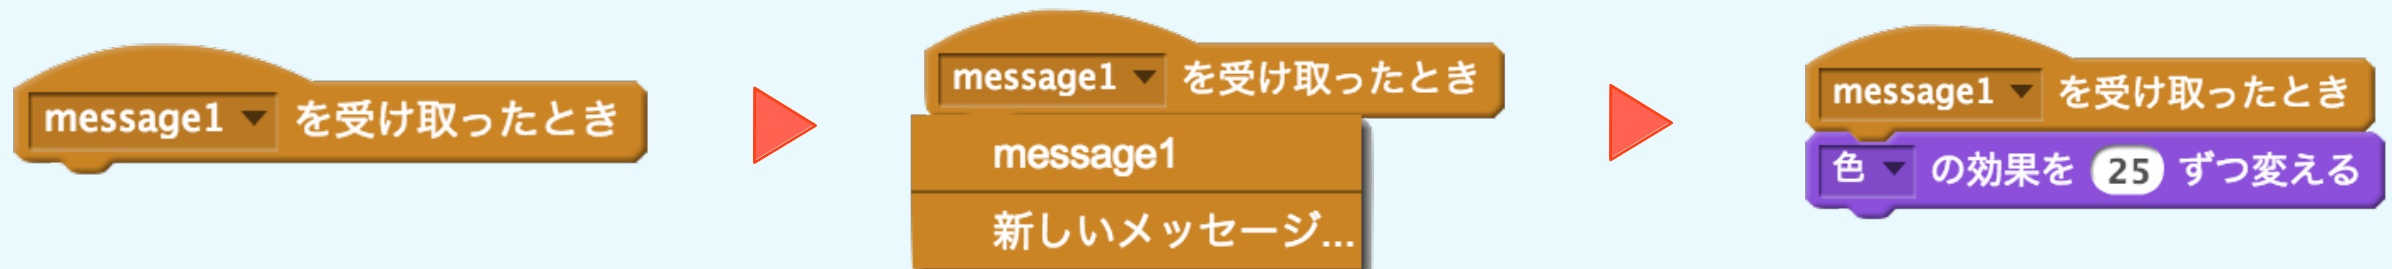 message1 を受け取ったとき
message1 を受け取ったとき
message1
新しいメッセージ...
message1 を受け取ったとき
色 の効果を 25 ずつ変える